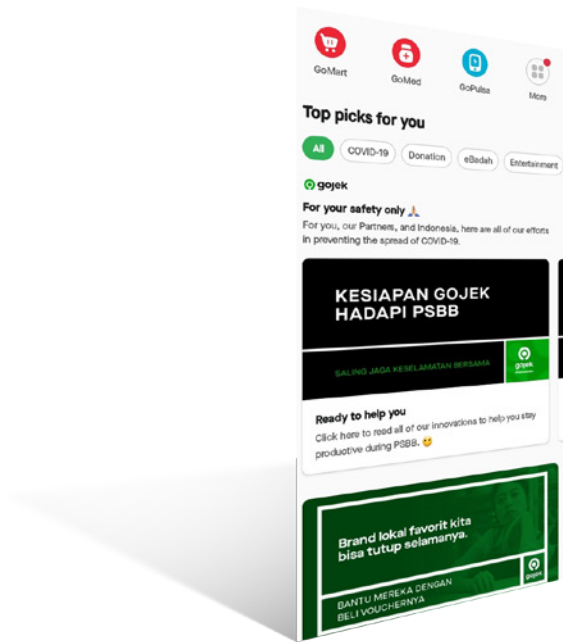 GoMart
GoMed
GoPulsa
More
Top picks for you
All
COVID-19
Donation
eBadah
Entertainment
gojek
For your safety only
For you, our Partners, and Indonesia, here are all of our efforts
in preventing the spread of COVID-19.
KESIAPAN GOJEK
HADAPI PSBB
SALING JAGA KESELAMATAN BERSAMA
gojek
Ready to help you
Click here to read all of our innovations to help you stay
productive during PSBB.
Brand lokal favorit kita
bisa tutup selamanya.
BANTU MEREKA DENGAN
BELI VOUCHERNYA
gojek